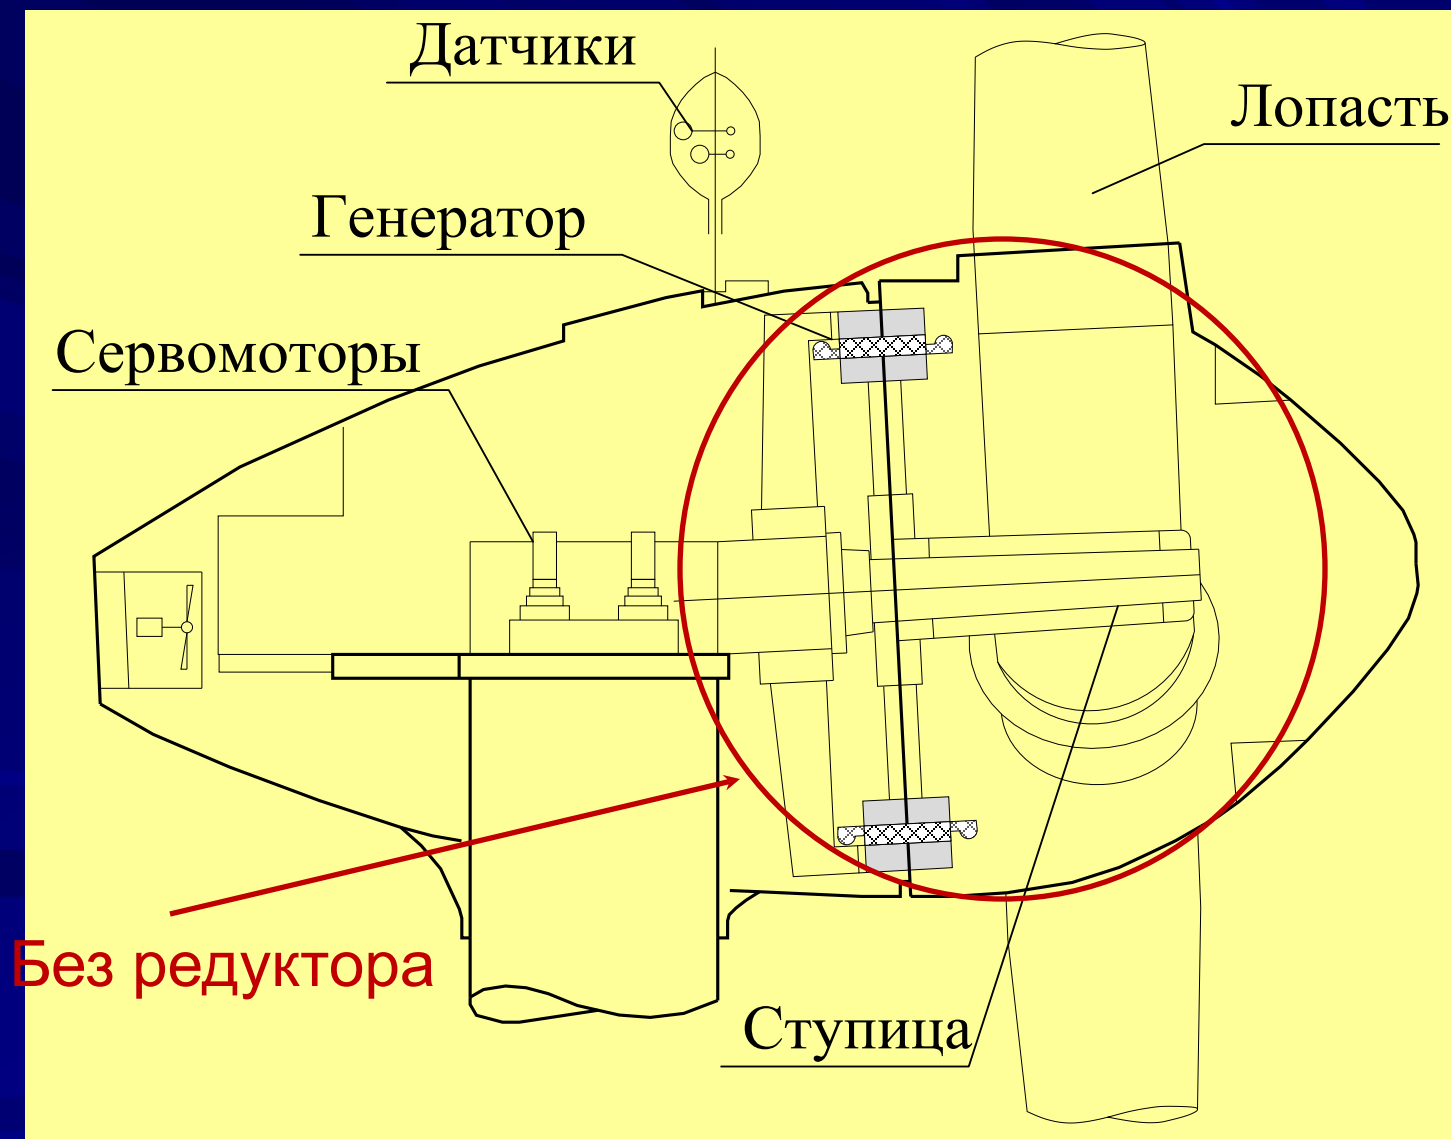 Датчики
Лопасть
Генератор
Сервомоторы
Без редуктора
Ступица